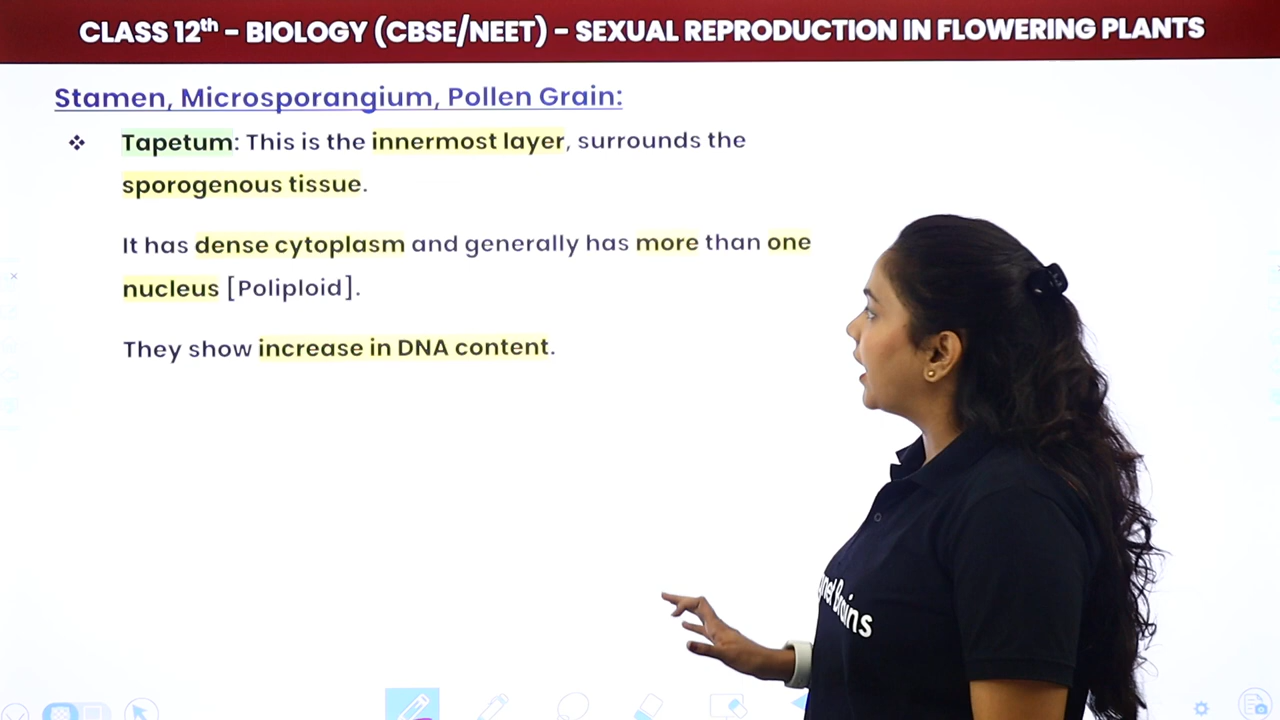 CLASS 12th – BIOLOGY (CBSE/NEET) – SEXUAL REPRODUCTION IN FLOWERING PLANTS
Stamen, Microsporangium, Pollen Grain:
❖ Tapetum: This is the innermost layer, surrounds the
sporogenous tissue.
It has dense cytoplasm and generally has more than one
nucleus [Poliploid].
They show increase in DNA content.
Brains